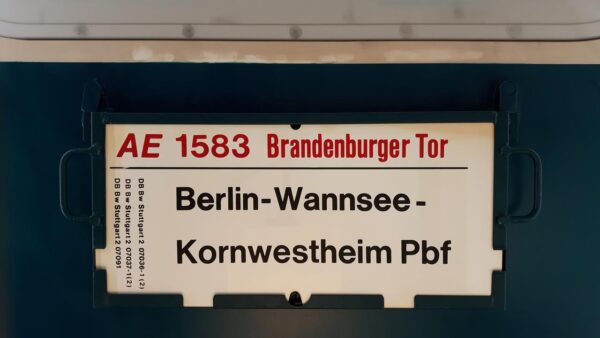 AE 1583 Brandenburger Tor
Berlin-Wannsee-
Kornwestheim Pbf
DB Bw Stuttgart 2 07036-1 (2)
DB Bw Stuttgart 2 07037-1 (2)
DB Bw Stuttgart 2 07091